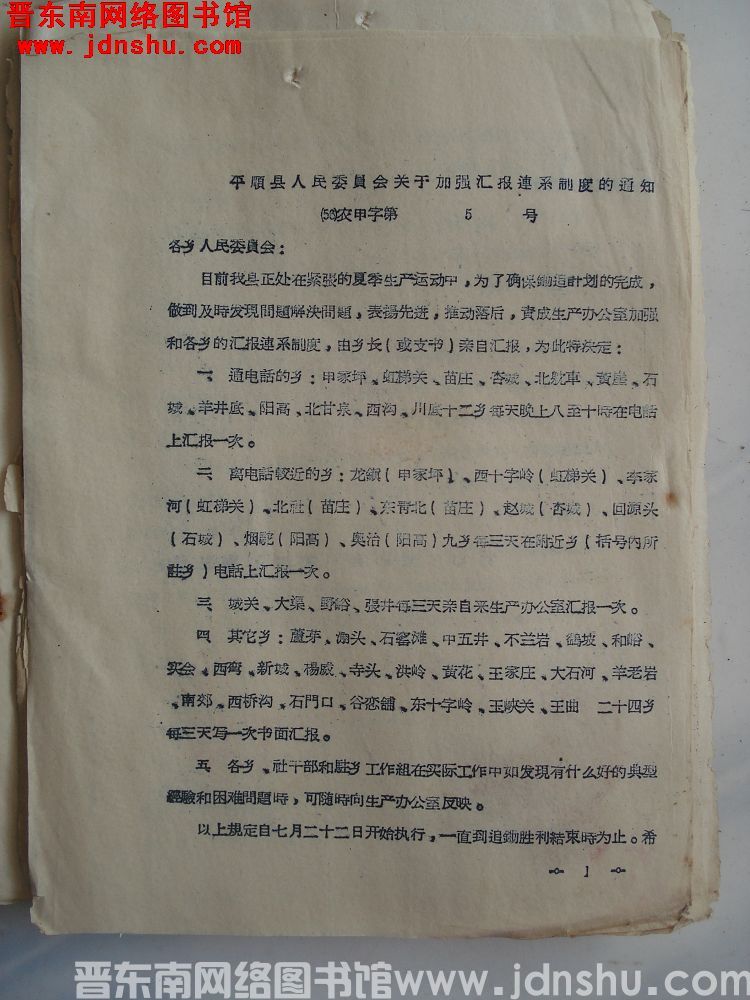 晋东南网络图书馆
www.jdnshu.com
平順县人民委員会关于加强汇报連系制度的通知
(56)农甲字第 5 号
各乡人民委員会：
目前我县正处在紧張的夏季生产运动中，为了确保鋤追計划的完成，
做到及時发現問題解决問題，表揚先进，推动落后，責成生产办公室加强
和各乡的汇报連系制度，由乡长（或支书）亲自汇报，为此特决定：
一、通电話的乡：申家坪、虹梯关、苗庄、杏城、北耽車、黄崖、石
城、羊井底、阳高、北甘泉、西沟、川底十二乡每天晚上八至十時在电話
上汇报一次。
二、离电話較近的乡：龙鎮（申家坪）、西十字岭（虹梯关）、李家
河（虹梯关）、北社（苗庄）、东青北（苗庄）、赵城（杏城）、回源头
（石城）、烟駝（阳高）、奥治（阳高）九乡每三天在附近乡（括号内所
註乡）电話上汇报一次。
三、城关、大渠、野峪、張井每三天亲自来生产办公室汇报一次。
四、其它乡：蘆芽、堖头、石窰滩、中五井、不兰岩、鹞坡、和峪、
实会、西彎、新城、楊威、寺头、洪岭、黄花、王家庄、大石河、羊老岩
、南郊、西桥沟、石門口、谷恋舖、东十字岭、玉峡关、王曲 二十四乡
每三天写一次书面汇报。
五、各乡、社干部和駐乡工作組在实际工作中如发現有什么好的典型
經驗和困难問題時，可随時向生产办公室反映。
以上規定自七月二十二日开始执行，一直到追鋤胜利結束時为止。希
1
晋东南网络图书馆www.jdnshu.com